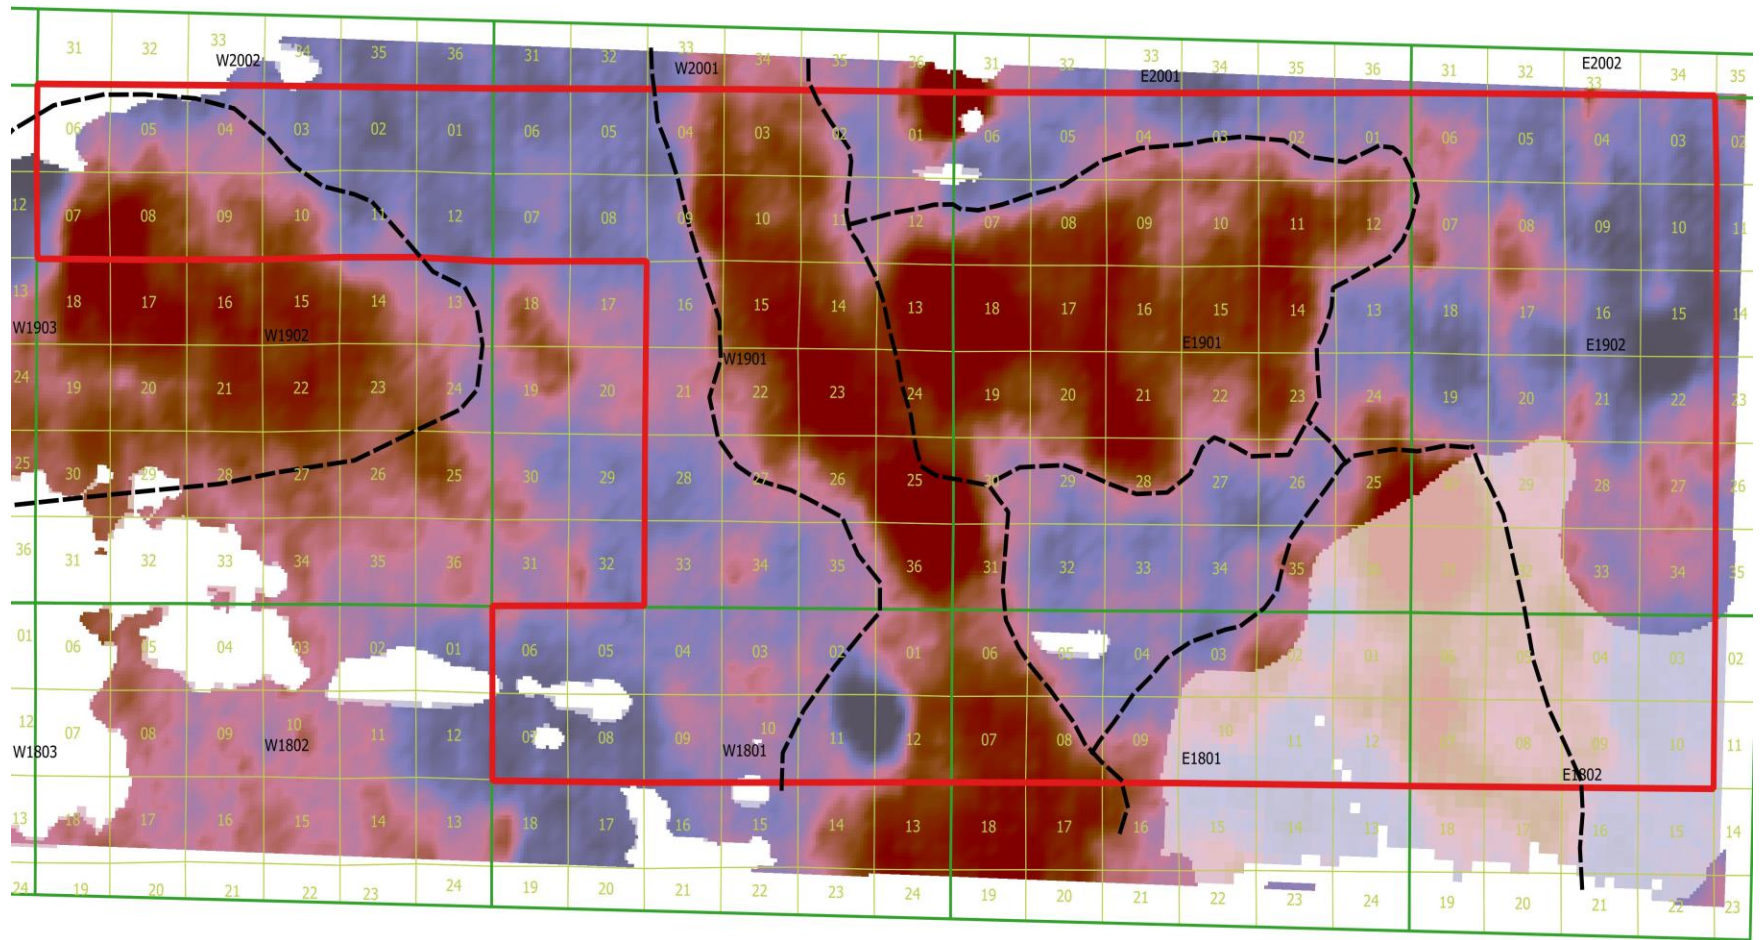 31 32 33 34 35 36 31 32 33 34 35 36 31 32 33 34 35 36 31 32 33 34 35
W2002 W2001 E2001 E2002
06 05 04 03 02 01 06 05 04 03 02 01 06 05 04 03 02 01 06 05 04 03 02
12 07 08 09 10 11 12 07 08 09 10 11 12 07 08 09 10 11 12 07 08 09 10 11
13 18 17 16 15 14 13 18 17 16 15 14 13 18 17 16 15 14 13 18 17 16 15 14
W1903 W1902 W1901 E1901 E1902
24 19 20 21 22 23 24 19 20 21 22 23 24 19 20 21 22 23 24 19 20 21 22 23
25 30 29 28 27 26 25 30 29 28 27 26 25 30 29 28 27 26 25 29 28 27 26
36 31 32 33 34 35 36 31 32 33 34 35 36 31 32 33 34 35 33 34 35
01 06 05 04 03 02 01 06 05 04 03 02 01 06 05 04 03 02 01 04 03 02
12 07 08 09 10 11 12 07 08 09 10 11 12 07 08 09 10 11 12 08 09 10 11
W1803 W1802 W1801 E1801 E1802
13 18 17 16 15 14 13 18 17 16 15 14 13 18 17 16 15 14 13 18 17 16 15 14
24 19 20 21 22 23 24 19 20 21 22 23 24 19 20 21 22 23 24 19 20 21 22 23